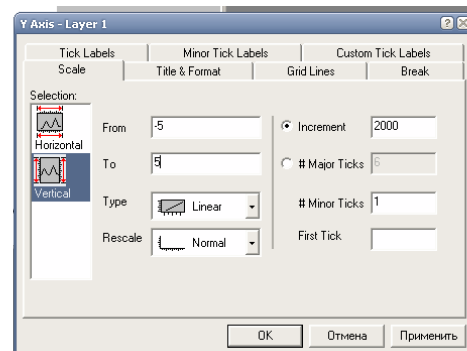 Y Axis - Layer 1
Tick Labels Minor Tick Labels Custom Tick Labels
Scale Title & Format Grid Lines Break
Selection:
Horizontal
Vertical
From -5
To 5
Type Linear
Rescale Normal
Increment 2000
# Major Ticks 6
# Minor Ticks 1
First Tick
OK Отмена Применить